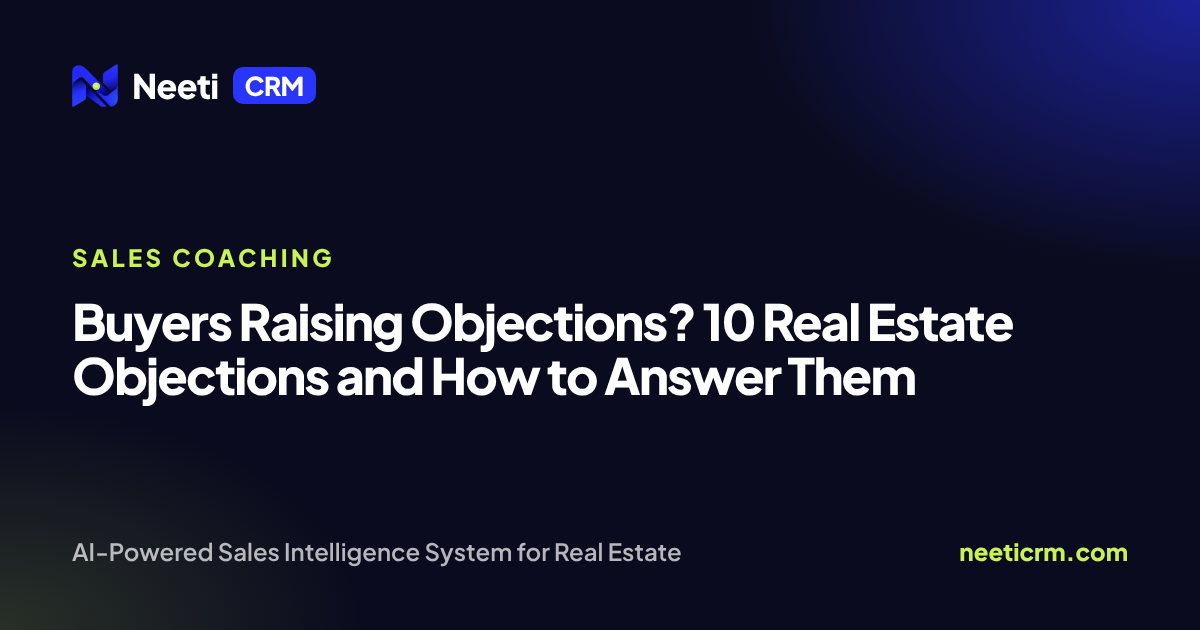 Neeti CRM
SALES COACHING
Buyers Raising Objections? 10 Real Estate
Objections and How to Answer Them
AI-Powered Sales Intelligence System for Real Estate
neeticrm.com